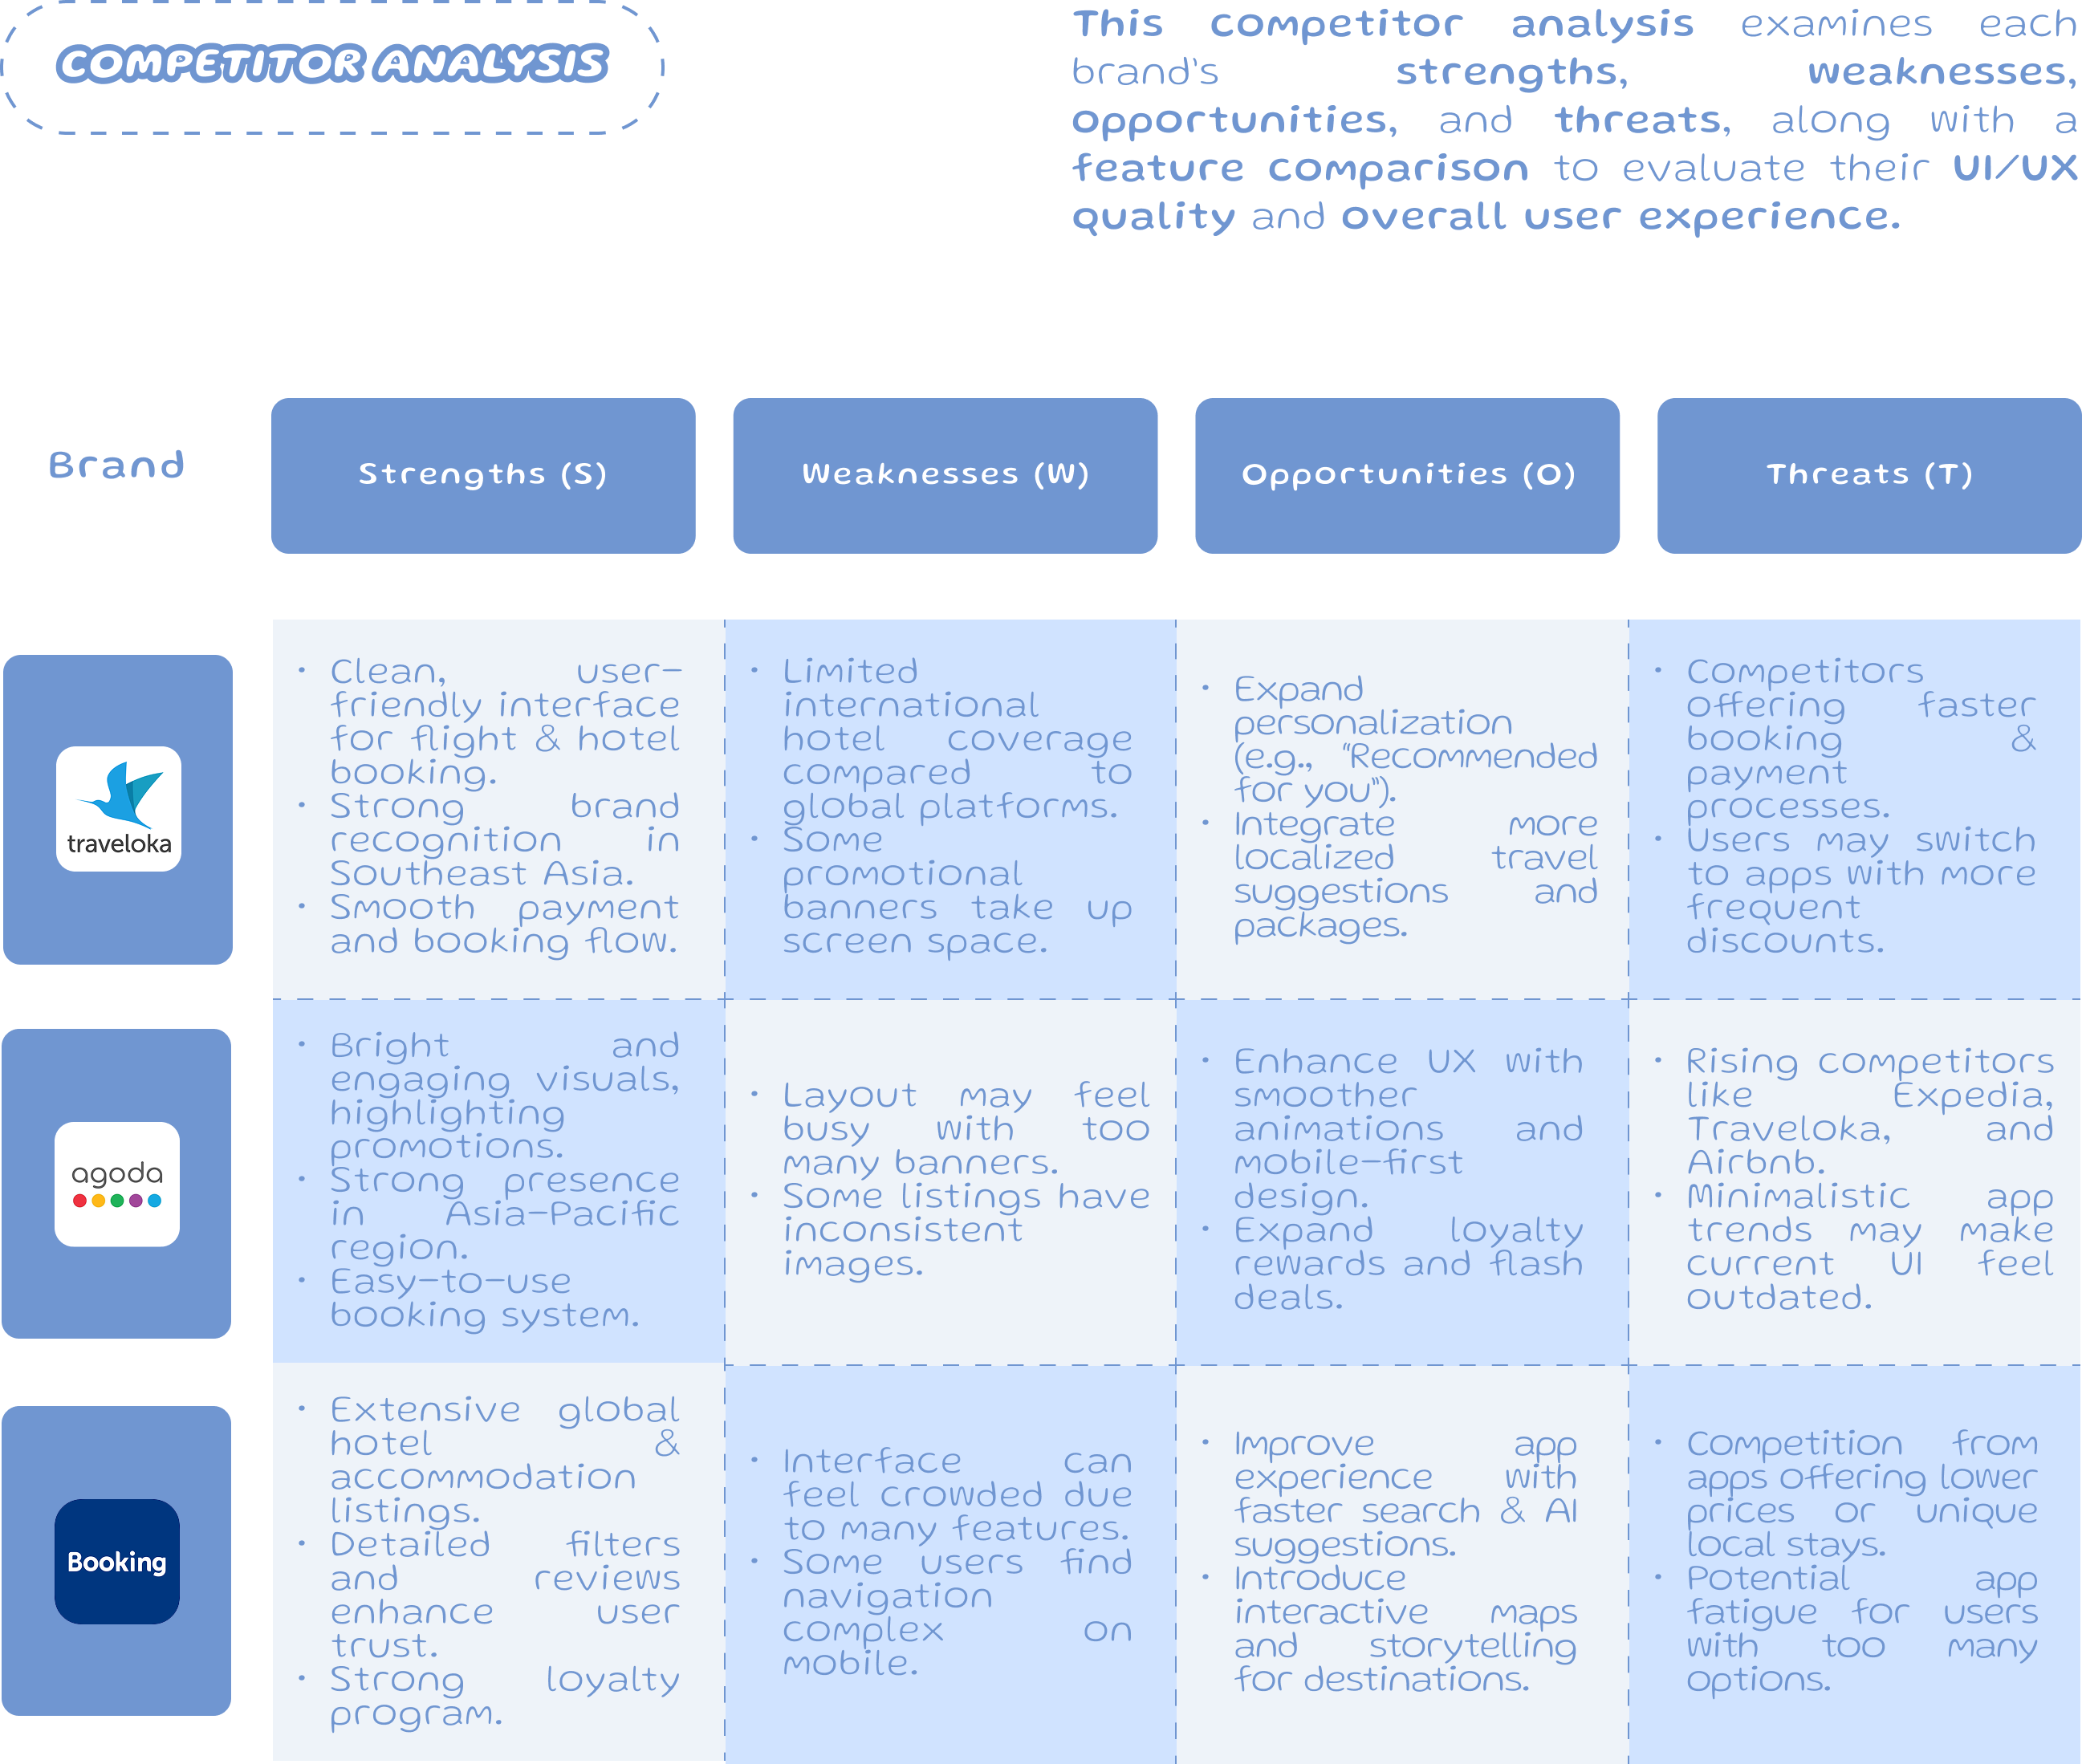 COMPETITOR ANALYSIS
This competitor analysis examines each
brand's strengths, weaknesses,
opportunities, and threats, along with a
feature comparison to evaluate their UI/UX
quality and overall user experience.
Brand
Strengths (S)
Weaknesses (W)
Opportunities (O)
Threats (T)
traveloka
• Clean, user-
friendly interface
for flight & hotel
booking.
• Strong brand
recognition in
Southeast Asia.
• Smooth payment
and booking flow.
• Limited
international
hotel coverage
compared to
global platforms.
• Some
promotional
banners take up
screen space.
• Expand
personalization
(e.g., “Recommended
for you”).
• Integrate more
localized travel
suggestions and
packages.
• Competitors
offering faster
booking &
payment
processes.
• Users may switch
to apps with more
frequent
discounts.
agoda
• Bright and
engaging visuals,
highlighting
promotions.
• Strong presence
in Asia-Pacific
region.
• Easy-to-use
booking system.
• Layout may feel
busy with too
many banners.
• Some listings have
inconsistent
images.
• Enhance UX with
smoother
animations and
mobile-first
design.
• Expand loyalty
rewards and flash
deals.
• Rising competitors
like Expedia,
Traveloka, and
Airbnb.
• Minimalistic app
trends may make
current UI feel
outdated.
Booking
• Extensive global
hotel &
accommodation
listings.
• Detailed filters
and reviews
enhance user
trust.
• Strong loyalty
program.
• Interface can
feel crowded due
to many features.
• Some users find
navigation
complex on
mobile.
• Improve app
experience with
faster search & AI
suggestions.
• Introduce
interactive maps
and storytelling
for destinations.
• Competition from
apps offering lower
prices or unique
local stays.
• Potential app
fatigue for users
with too many
options.